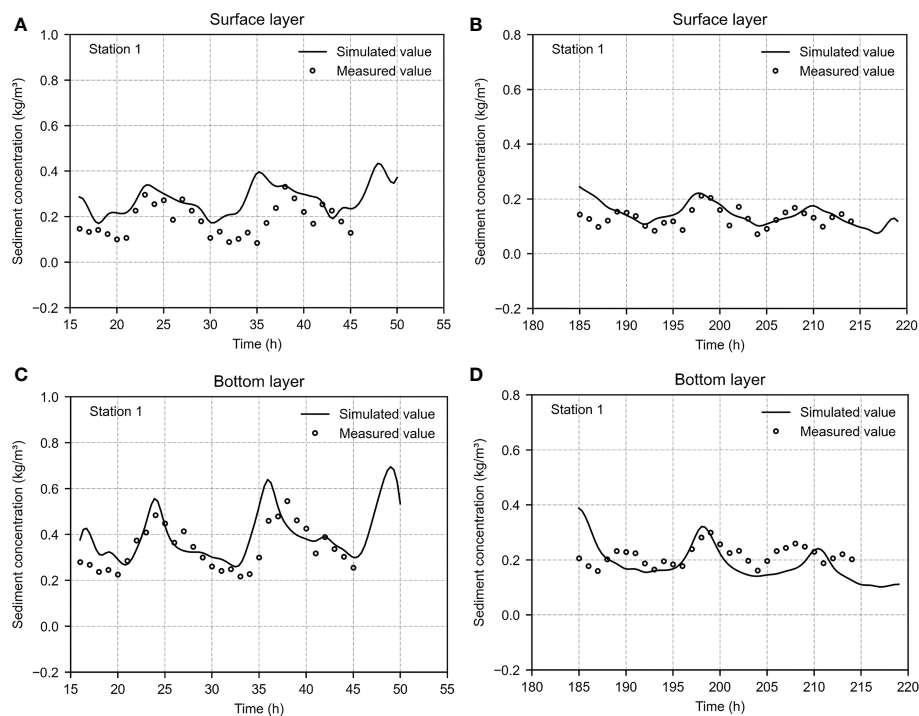 A
Surface layer
Station 1
Simulated value
Measured value
Sediment concentration (kg/m³)
1.0
0.8
0.6
0.4
0.2
0.0
−0.2
15 20 25 30 35 40 45 50 55
Time (h)
B
Surface layer
Station 1
Simulated value
Measured value
Sediment concentration (kg/m³)
0.8
0.6
0.4
0.2
0.0
−0.2
180 185 190 195 200 205 210 215 220
Time (h)
C
Bottom layer
Station 1
Simulated value
Measured value
Sediment concentration (kg/m³)
1.0
0.8
0.6
0.4
0.2
0.0
−0.2
15 20 25 30 35 40 45 50 55
Time (h)
D
Bottom layer
Station 1
Simulated value
Measured value
Sediment concentration (kg/m³)
0.8
0.6
0.4
0.2
0.0
−0.2
180 185 190 195 200 205 210 215 220
Time (h)